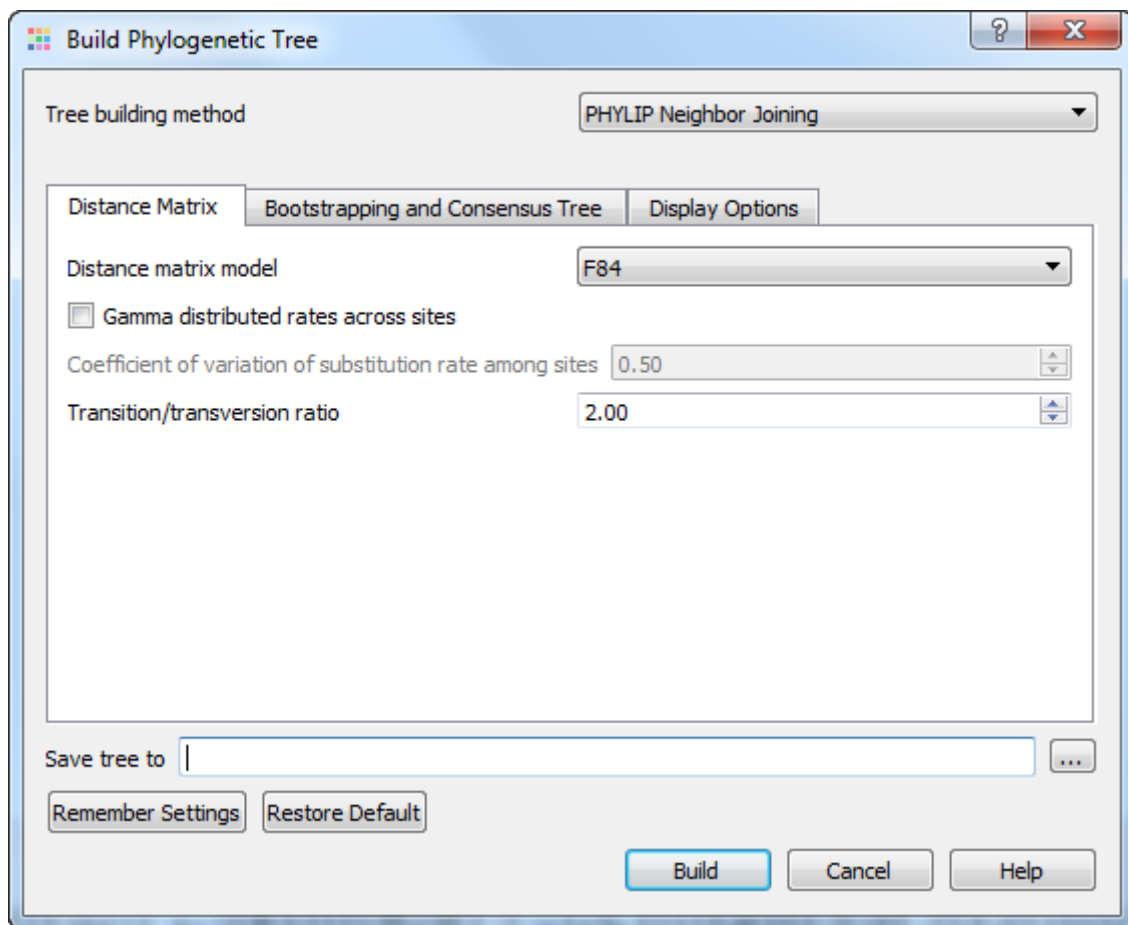 Build Phylogenetic Tree
?
Tree building method PHYLIP Neighbor Joining
Distance Matrix Bootstrapping and Consensus Tree Display Options
Distance matrix model F84
Gamma distributed rates across sites
Coefficient of variation of substitution rate among sites 0.50
Transition/transversion ratio 2.00
Save tree to ...
Remember Settings Restore Default
Build Cancel Help